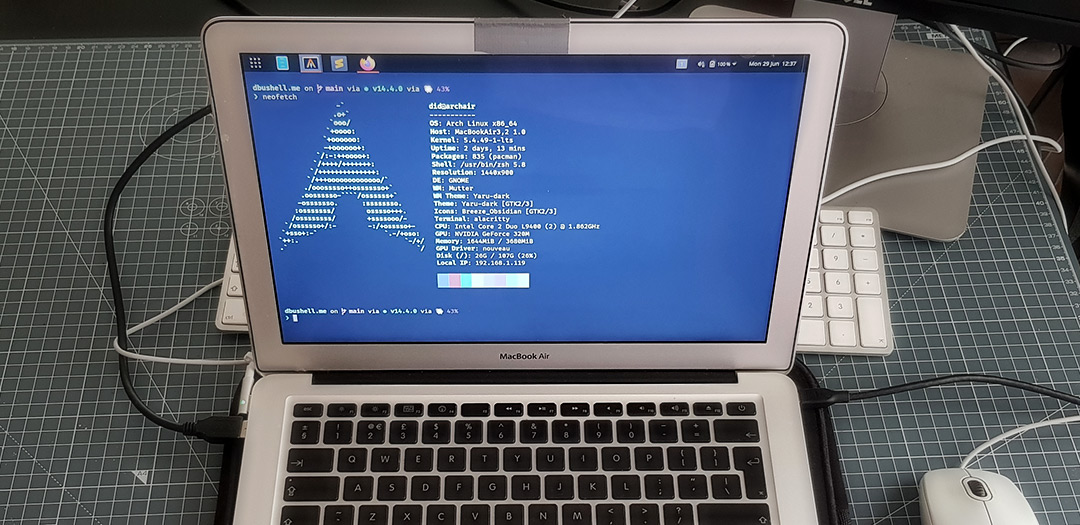 100 %
Mon 29 Jun 12:37
dbushell.me on main via v14.4.0 via 43%
> neofetch
did@archair
-----------
OS: Arch Linux x86_64
Host: MacBookAir3,2 1.0
Kernel: 5.4.49-1-lts
Uptime: 2 days, 13 mins
Packages: 835 (pacman)
Shell: /usr/bin/zsh 5.8
Resolution: 1440x900
DE: GNOME
WM: Mutter
WM Theme: Yaru-dark
Theme: Yaru-dark [GTK2/3]
Icons: Breeze_Obsidian [GTK2/3]
Terminal: alacritty
CPU: Intel Core 2 Duo L9400 (2) @ 1.862GHz
GPU: NVIDIA GeForce 320M
Memory: 1644MiB / 3680MiB
GPU Driver: nouveau
Disk (/): 26G / 107G (26%)
Local IP: 192.168.1.119
dbushell.me on main via v14.4.0 via 43%
>
MacBook Air
Q W E R T Y U I O P
A S D F G H J K L
Z X C V B N M
A4